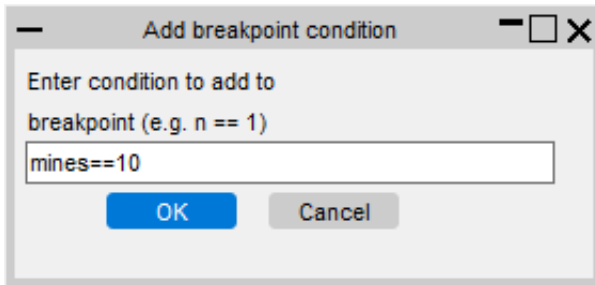 Add breakpoint condition
Enter condition to add to
breakpoint (e.g. n == 1)
mines==10
OK Cancel